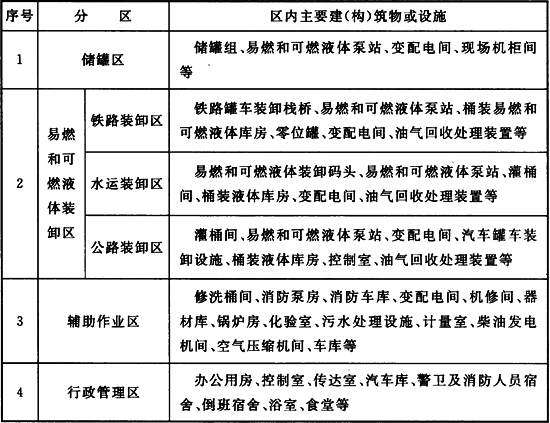 序号 分 区 区内主要建(构)筑物或设施
1 储罐区 储罐组、易燃和可燃液体泵站、变配电间、现场机柜间
等
2 易燃
和可
燃液
体装
卸区
铁路装卸区 铁路罐车装卸栈桥、易燃和可燃液体泵站、桶装易燃和
可燃液体库房、零位罐、变配电间、油气回收处理装置等
水运装卸区 易燃和可燃液体装卸码头、易燃和可燃液体泵站、灌桶
间、桶装液体库房、变配电间、油气回收处理装置等
公路装卸区 灌桶间、易燃和可燃液体泵站、变配电间、汽车罐车装
卸设施、桶装液体库房、控制室、油气回收处理装置等
3 辅助作业区 修洗桶间、消防泵房、消防车库、变配电间、机修间、器
材库、锅炉房、化验室、污水处理设施、计量室、柴油发电
机间、空气压缩机间、车库等
4 行政管理区 办公用房、控制室、传达室、汽车库、警卫及消防人员宿
舍、倒班宿舍、浴室、食堂等